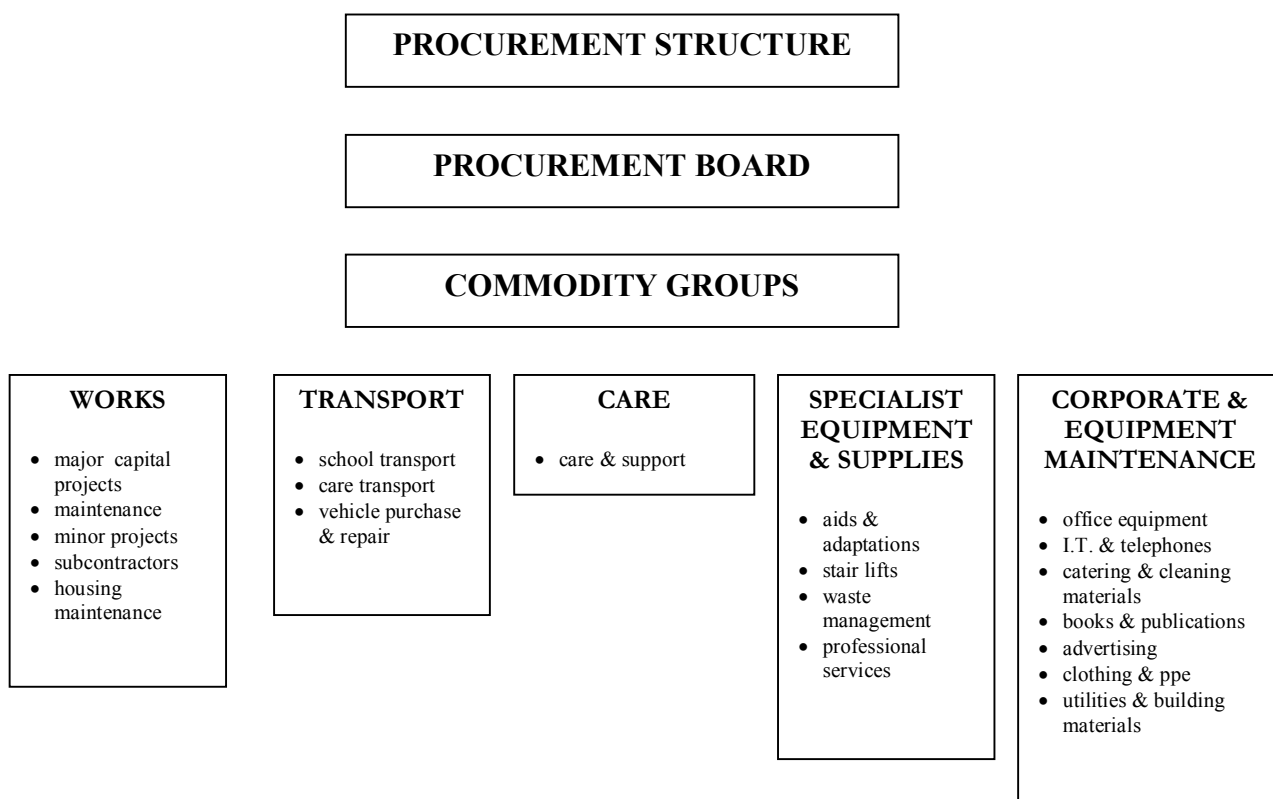 PROCUREMENT STRUCTURE
PROCUREMENT BOARD
COMMODITY GROUPS
WORKS
• major capital
projects
• maintenance
• minor projects
• subcontractors
• housing
maintenance
TRANSPORT
• school transport
• care transport
• vehicle purchase
& repair
CARE
• care & support
SPECIALIST
EQUIPMENT
& SUPPLIES
• aids &
adaptations
• stair lifts
• waste
management
• professional
services
CORPORATE &
EQUIPMENT
MAINTENANCE
• office equipment
• I.T. & telephones
• catering & cleaning
materials
• books & publications
• advertising
• clothing & ppe
• utilities & building
materials